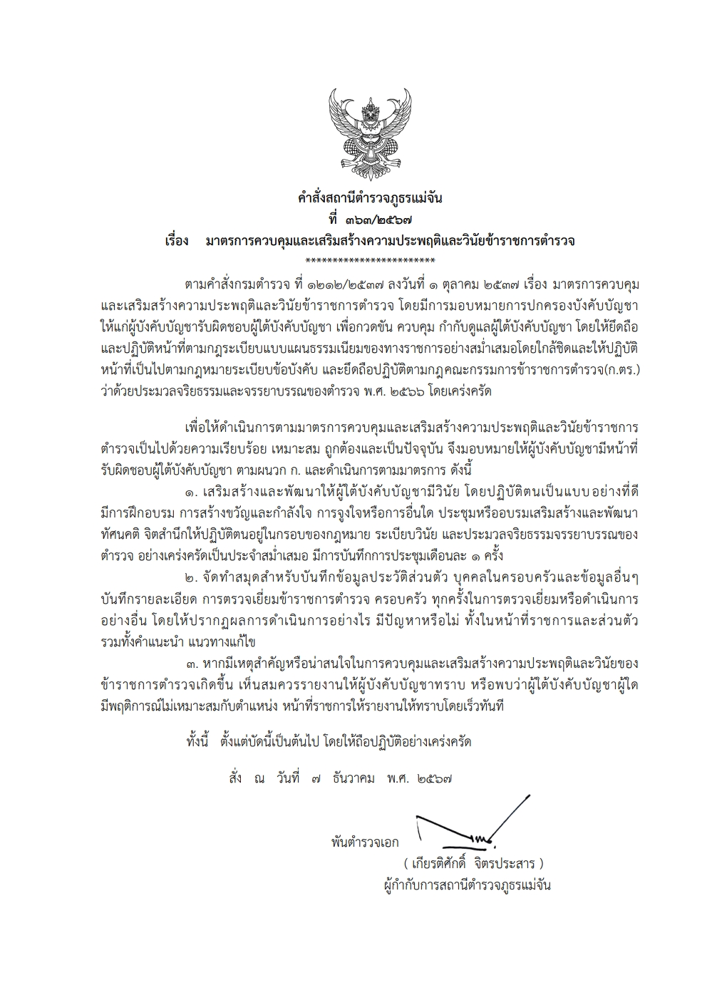 คำสั่งสถานีตำรวจภูธรแม่จัน
ที่ ๓๖๓/๒๕๖๗
เรื่อง มาตรการควบคุมและเสริมสร้างความประพฤติและวินัยข้าราชการตำรวจ
************************
ตามคำสั่งกรมตำรวจ ที่ ๑๒๑๒/๒๕๓๗ ลงวันที่ ๑ ตุลาคม ๒๕๓๗ เรื่อง มาตรการควบคุม
และเสริมสร้างความประพฤติและวินัยข้าราชการตำรวจ โดยมีการมอบหมายการปกครองบังคับบัญชา
ให้แก่ผู้บังคับบัญชารับผิดชอบผู้ใต้บังคับบัญชา เพื่อกวดขัน ควบคุม กำกับดูแลผู้ใต้บังคับบัญชา โดยให้ยึดถือ
และปฏิบัติหน้าที่ตามกฎระเบียบแบบแผนธรรมเนียมของทางราชการอย่างสม่ำเสมอโดยใกล้ชิดและให้ปฏิบัติ
หน้าที่เป็นไปตามกฎหมายระเบียบข้อบังคับ และยึดถือปฏิบัติตามกฎคณะกรรมการข้าราชการตำรวจ(ก.ตร.)
ว่าด้วยประมวลจริยธรรมและจรรยาบรรณของตำรวจ พ.ศ. ๒๕๖๖ โดยเคร่งครัด
เพื่อให้ดำเนินการตามมาตรการควบคุมและเสริมสร้างความประพฤติและวินัยข้าราชการ
ตำรวจเป็นไปด้วยความเรียบร้อย เหมาะสม ถูกต้องและเป็นปัจจุบัน จึงมอบหมายให้ผู้บังคับบัญชามีหน้าที่
รับผิดชอบผู้ใต้บังคับบัญชา ตามผนวก ก. และดำเนินการตามมาตรการ ดังนี้
๑. เสริมสร้างและพัฒนาให้ผู้ใต้บังคับบัญชามีวินัย โดยปฏิบัติตนเป็นแบบอย่างที่ดี
มีการฝึกอบรม การสร้างขวัญและกำลังใจ การจูงใจหรือการอื่นใด ประชุมหรืออบรมเสริมสร้างและพัฒนา
ทัศนคติ จิตสำนึกให้ปฏิบัติตนอยู่ในกรอบของกฎหมาย ระเบียบวินัย และประมวลจริยธรรมจรรยาบรรณของ
ตำรวจ อย่างเคร่งครัดเป็นประจำสม่ำเสมอ มีการบันทึกการประชุมเดือนละ ๑ ครั้ง
๒. จัดทำสมุดสำหรับบันทึกข้อมูลประวัติส่วนตัว บุคคลในครอบครัวและข้อมูลอื่นๆ
บันทึกรายละเอียด การตรวจเยี่ยมข้าราชการตำรวจ ครอบครัว ทุกครั้งในการตรวจเยี่ยมหรือดำเนินการ
อย่างอื่น โดยให้ปรากฏผลการดำเนินการอย่างไร มีปัญหาหรือไม่ ทั้งในหน้าที่ราชการและส่วนตัว
รวมทั้งคำแนะนำ แนวทางแก้ไข
๓. หากมีเหตุสำคัญหรือน่าสนใจในการควบคุมและเสริมสร้างความประพฤติและวินัยของ
ข้าราชการตำรวจเกิดขึ้น เห็นสมควรรายงานให้ผู้บังคับบัญชาทราบ หรือพบว่าผู้ใต้บังคับบัญชาผู้ใด
มีพฤติการณ์ไม่เหมาะสมกับตำแหน่ง หน้าที่ราชการให้รายงานให้ทราบโดยเร็วทันที
ทั้งนี้ ตั้งแต่บัดนี้เป็นต้นไป โดยให้ถือปฏิบัติอย่างเคร่งครัด
สั่ง ณ วันที่ ๗ ธันวาคม พ.ศ. ๒๕๖๗
พันตำรวจเอก
( เกียรติศักดิ์ จิตรประสาร )
ผู้กำกับการสถานีตำรวจภูธรแม่จัน